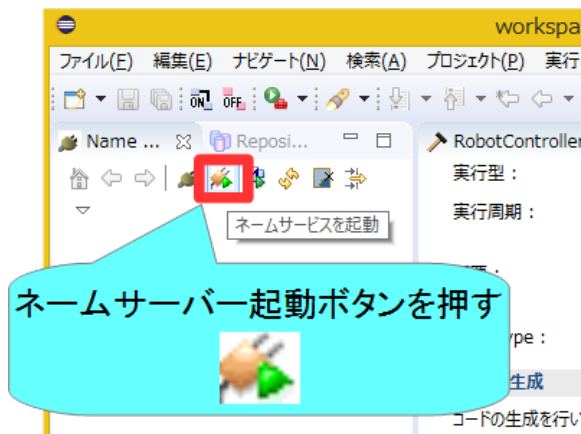 workspa
ファイル(F) 編集(E) ナビゲート(N) 検索(A) プロジェクト(P) 実行
ON OFF
Name ... Reposi... RobotController
実行型：
実行周期：
ネームサービスを起動
ネームサーバー起動ボタンを押す
ype：
生成
コードの生成を行い